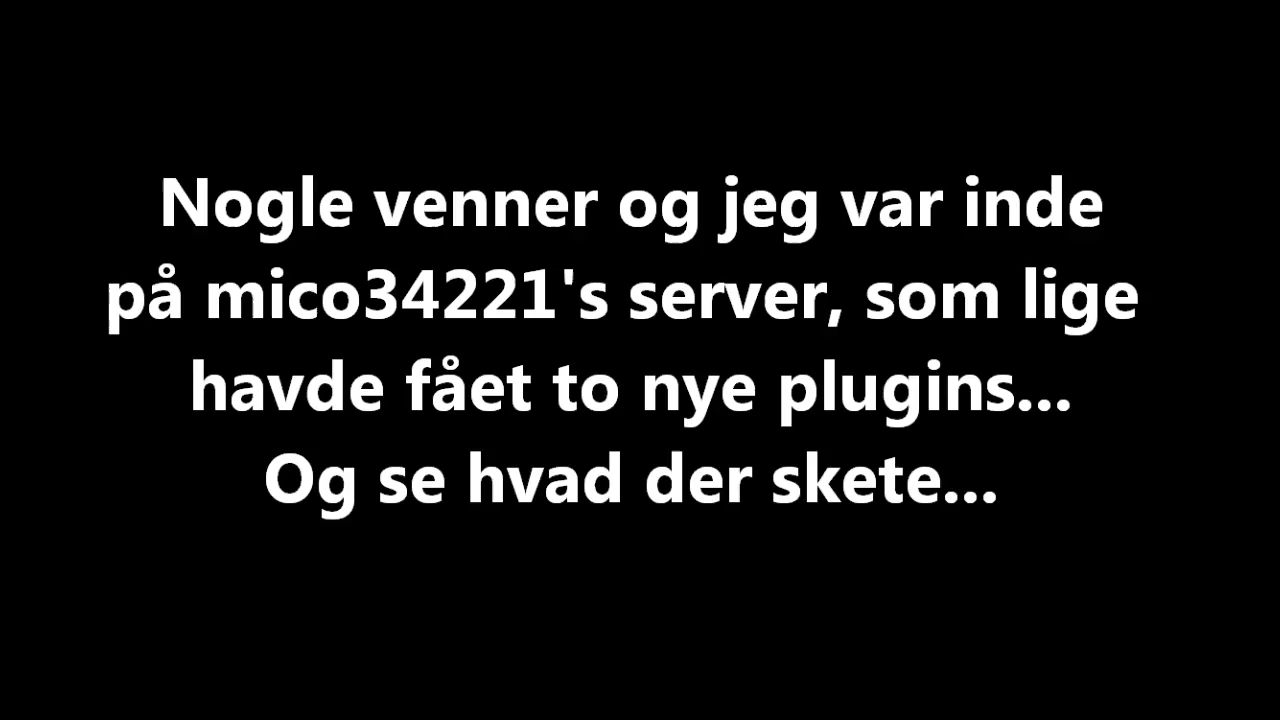 Nogle venner og jeg var inde
på mico34221's server, som lige
havde fået to nye plugins...
Og se hvad der skete...